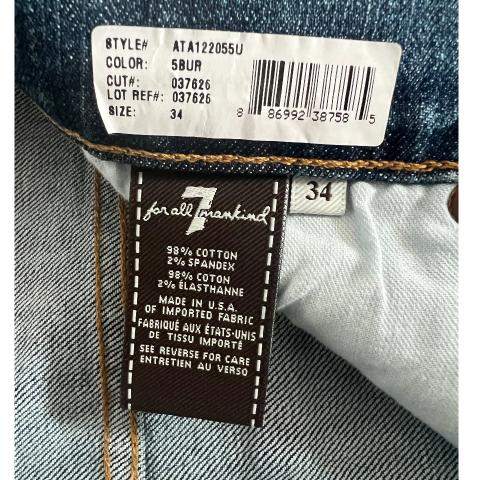 STYLE# ATA122055U
COLOR: 5BUR
CUT#: 037626
LOT REF#: 037626
SIZE: 34
8 86992 38758 5
7
for all mankind
34
98% COTTON
2% SPANDEX
98% COTON
2% ÉLASTHANNE
MADE IN U.S.A.
OF IMPORTED FABRIC
FABRIQUÉ AUX ÉTATS-UNIS
DE TISSU IMPORTÉ
SEE REVERSE FOR CARE
ENTRETIEN AU VERSO